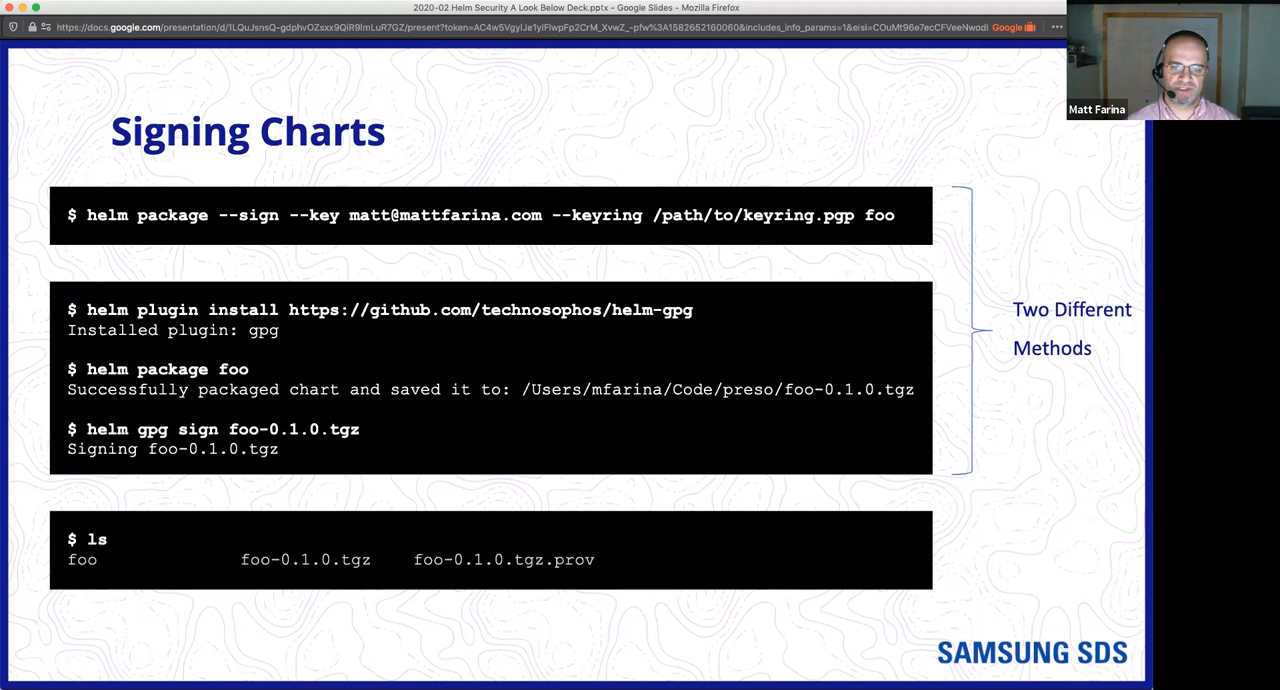 2020-02 Helm Security A Look Below Deck.pptx - Google Slides - Mozilla Firefox
Google
Matt Farina
Signing Charts
$ helm package --sign --key matt@mattfarina.com --keyring /path/to/keyring.pgp foo
$ helm plugin install https://github.com/technosophos/helm-gpg
Installed plugin: gpg
$ helm package foo
Successfully packaged chart and saved it to: /Users/mfarina/Code/preso/foo-0.1.0.tgz
$ helm gpg sign foo-0.1.0.tgz
Signing foo-0.1.0.tgz
Two Different
Methods
$ ls
foo foo-0.1.0.tgz foo-0.1.0.tgz.prov
SAMSUNG SDS